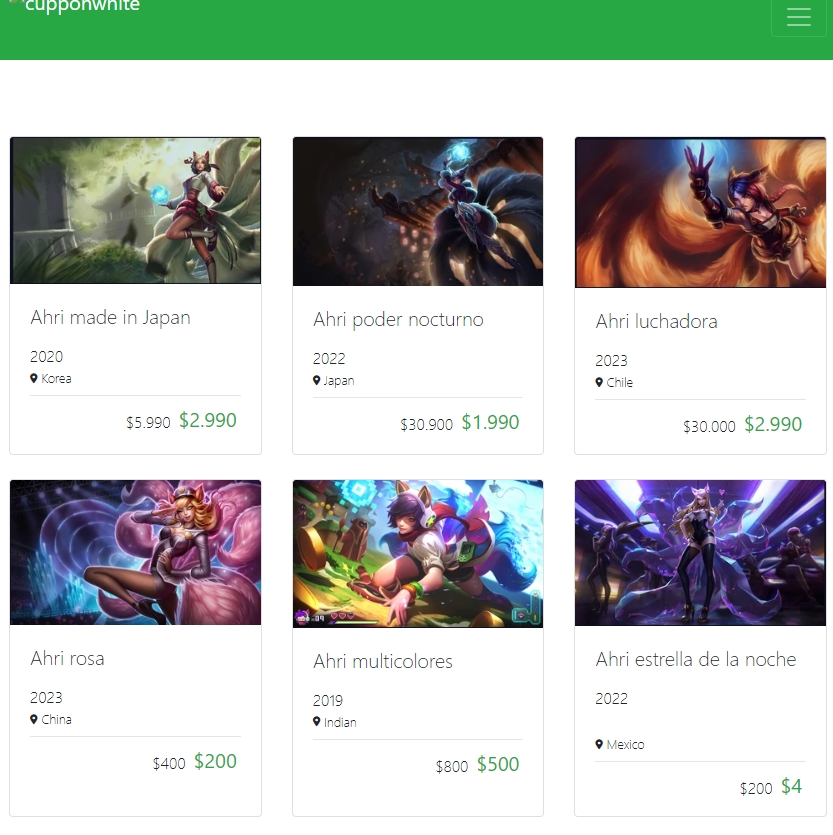 cupponwhite
Ahri made in Japan
2020
Korea
$5.990 $2.990
Ahri poder nocturno
2022
Japan
$30.900 $1.990
Ahri luchadora
2023
Chile
$30.000 $2.990
Ahri rosa
2023
China
$400 $200
Ahri multicolores
2019
Indian
$800 $500
Ahri estrella de la noche
2022
Mexico
$200 $4